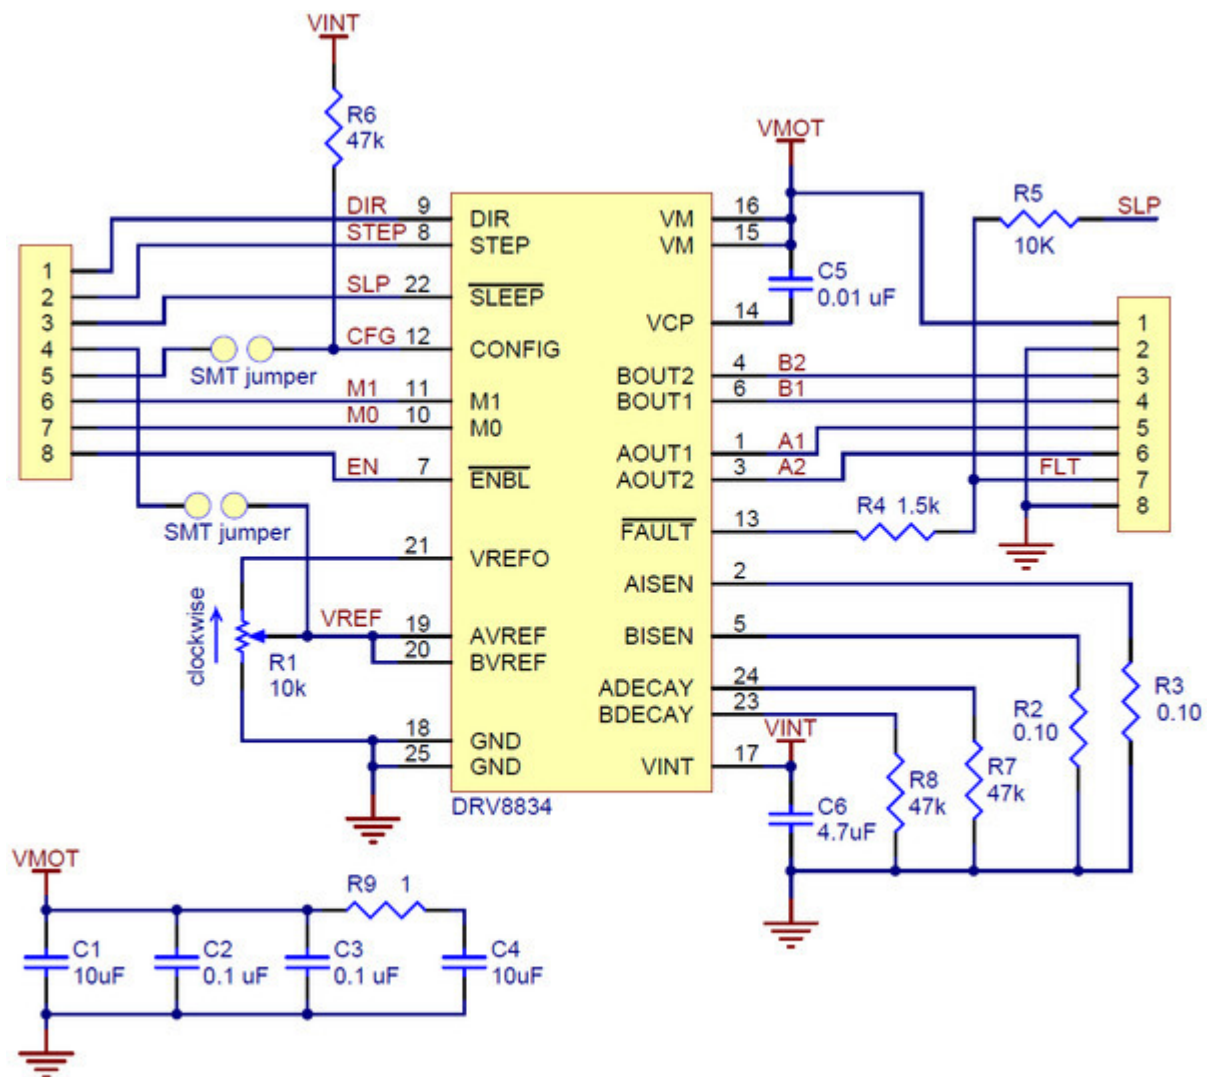 VINT
R6
47k
VMOT
DIR 9 DIR
STEP 8 STEP
SLP 22 SLEEP
CFG 12 CONFIG
M1 11 M1
M0 10 M0
EN 7 ENBL
21 VREFO
VREF 19 AVREF
20 BVREF
18 GND
25 GND
1
2
3
4
5
6
7
8
SMT jumper
SMT jumper
clockwise
R1
10k
VM 16
VM 15
C5
0.01 uF
VCP 14
BOUT2 4 B2
BOUT1 6 B1
AOUT1 1 A1
AOUT2 3 A2
FAULT 13
R4 1.5k
AISEN 2
BISEN 5
ADECAY 24
BDECAY 23
VINT 17
VINT
R5
10K
SLP
1
2
3
4
5
6
FLT 7
8
R3
0.10
R2
0.10
R7
47k
R8
47k
C6
4.7uF
DRV8834
VMOT
R9 1
C1
10uF
C2
0.1 uF
C3
0.1 uF
C4
10uF